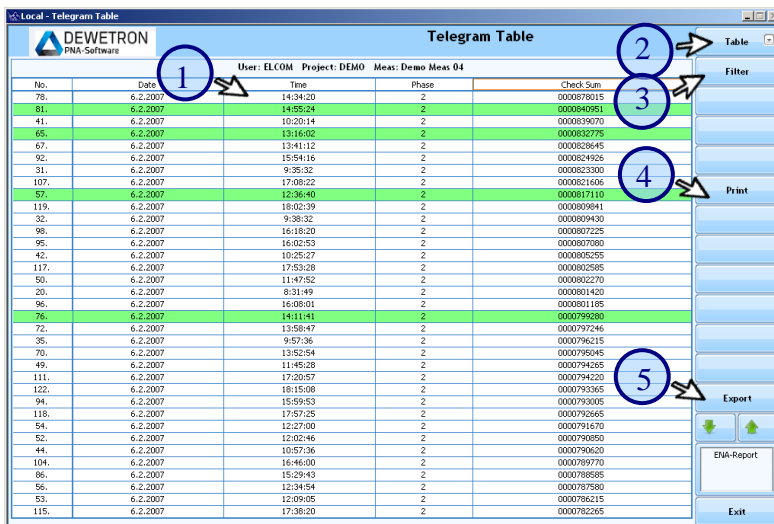 Local - Telegram Table
DEWETRON
PNA-Software
Telegram Table
User: ELCOM Project: DEMO Meas: Demo Meas 04
No. Date Time Phase Check Sum
78. 6.2.2007 14:34:20 2 0000878015
81. 6.2.2007 14:55:24 2 0000840951
41. 6.2.2007 10:20:14 2 0000839070
65. 6.2.2007 13:16:02 2 0000832775
67. 6.2.2007 13:41:12 2 0000828645
92. 6.2.2007 15:54:16 2 0000824926
31. 6.2.2007 9:35:32 2 0000823300
107. 6.2.2007 17:08:22 2 0000821606
57. 6.2.2007 12:36:40 2 0000817110
119. 6.2.2007 18:02:39 2 0000809841
32. 6.2.2007 9:38:32 2 0000809430
98. 6.2.2007 16:18:20 2 0000807225
95. 6.2.2007 16:02:53 2 0000807080
42. 6.2.2007 10:25:27 2 0000805255
117. 6.2.2007 17:53:28 2 0000802585
50. 6.2.2007 11:47:52 2 0000802270
20. 6.2.2007 8:31:49 2 0000801420
96. 6.2.2007 16:08:01 2 0000801185
76. 6.2.2007 14:11:41 2 0000799280
72. 6.2.2007 13:58:47 2 0000797246
35. 6.2.2007 9:57:36 2 0000796215
70. 6.2.2007 13:52:54 2 0000795045
49. 6.2.2007 11:45:28 2 0000794265
111. 6.2.2007 17:20:57 2 0000794220
122. 6.2.2007 18:15:08 2 0000793365
94. 6.2.2007 15:59:53 2 0000793005
118. 6.2.2007 17:57:25 2 0000792665
54. 6.2.2007 12:27:00 2 0000791670
52. 6.2.2007 12:02:46 2 0000790850
44. 6.2.2007 10:57:36 2 0000790620
104. 6.2.2007 16:46:00 2 0000789770
86. 6.2.2007 15:29:43 2 0000788585
56. 6.2.2007 12:34:54 2 0000787580
53. 6.2.2007 12:09:05 2 0000786215
115. 6.2.2007 17:38:20 2 0000782265
1
2
3
4
5
Table
Filter
Print
Export
ENA-Report
Exit